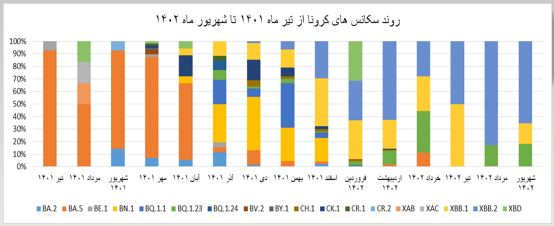 روند سکانس های کرونا از تیر ماه ۱۴۰۱ تا شهریور ماه ۱۴۰۲
100%
90%
80%
70%
60%
50%
40%
30%
20%
10%
0%
تیر ۱۴۰۱
مرداد ۱۴۰۱
شهریور ۱۴۰۱
مهر ۱۴۰۱
آبان ۱۴۰۱
آذر ۱۴۰۱
دی ۱۴۰۱
بهمن ۱۴۰۱
اسفند ۱۴۰۱
فروردین ۱۴۰۲
اردیبهشت ۱۴۰۲
خرداد ۱۴۰۲
تیر ۱۴۰۲
مرداد ۱۴۰۲
شهریور ۱۴۰۲
BA.2 BA.5 BE.1 BN.1 BQ.1.1 BQ.1.23 BQ.1.24 BV.2 BY.1 CH.1 CK.1 CR.1 CR.2 XAB XAC XBB.1 XBB.2 XBD